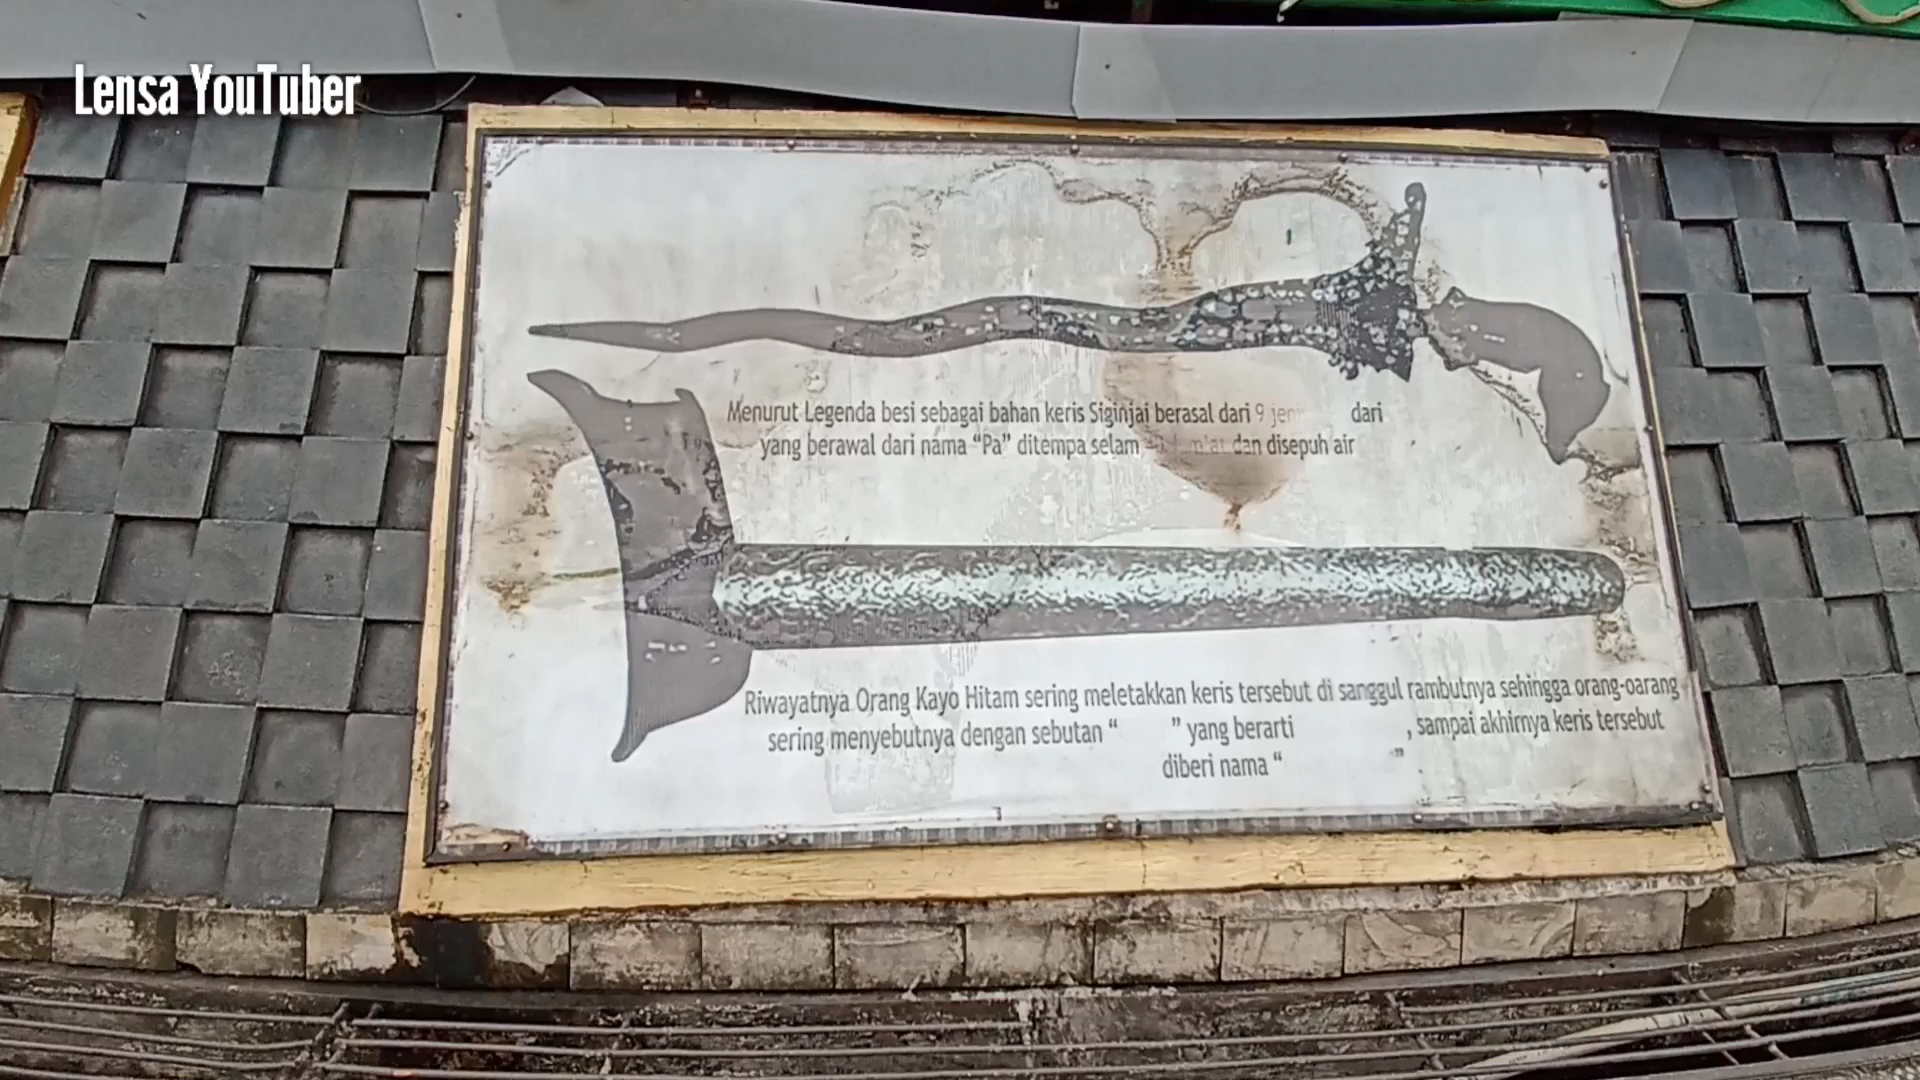 Lensa YouTuber
Menurut Legenda besi sebagai bahan keris Siginjai berasal dari 9 dari
yang berawal dari nama “Pa” ditempa selam dan disepuh air
Riwayatnya Orang Kayo Hitam sering meletakkan keris tersebut di sanggul rambutnya sehingga orang-oarang
sering menyebutnya dengan sebutan “ ” yang berarti , sampai akhirnya keris tersebut
diberi nama “ ”